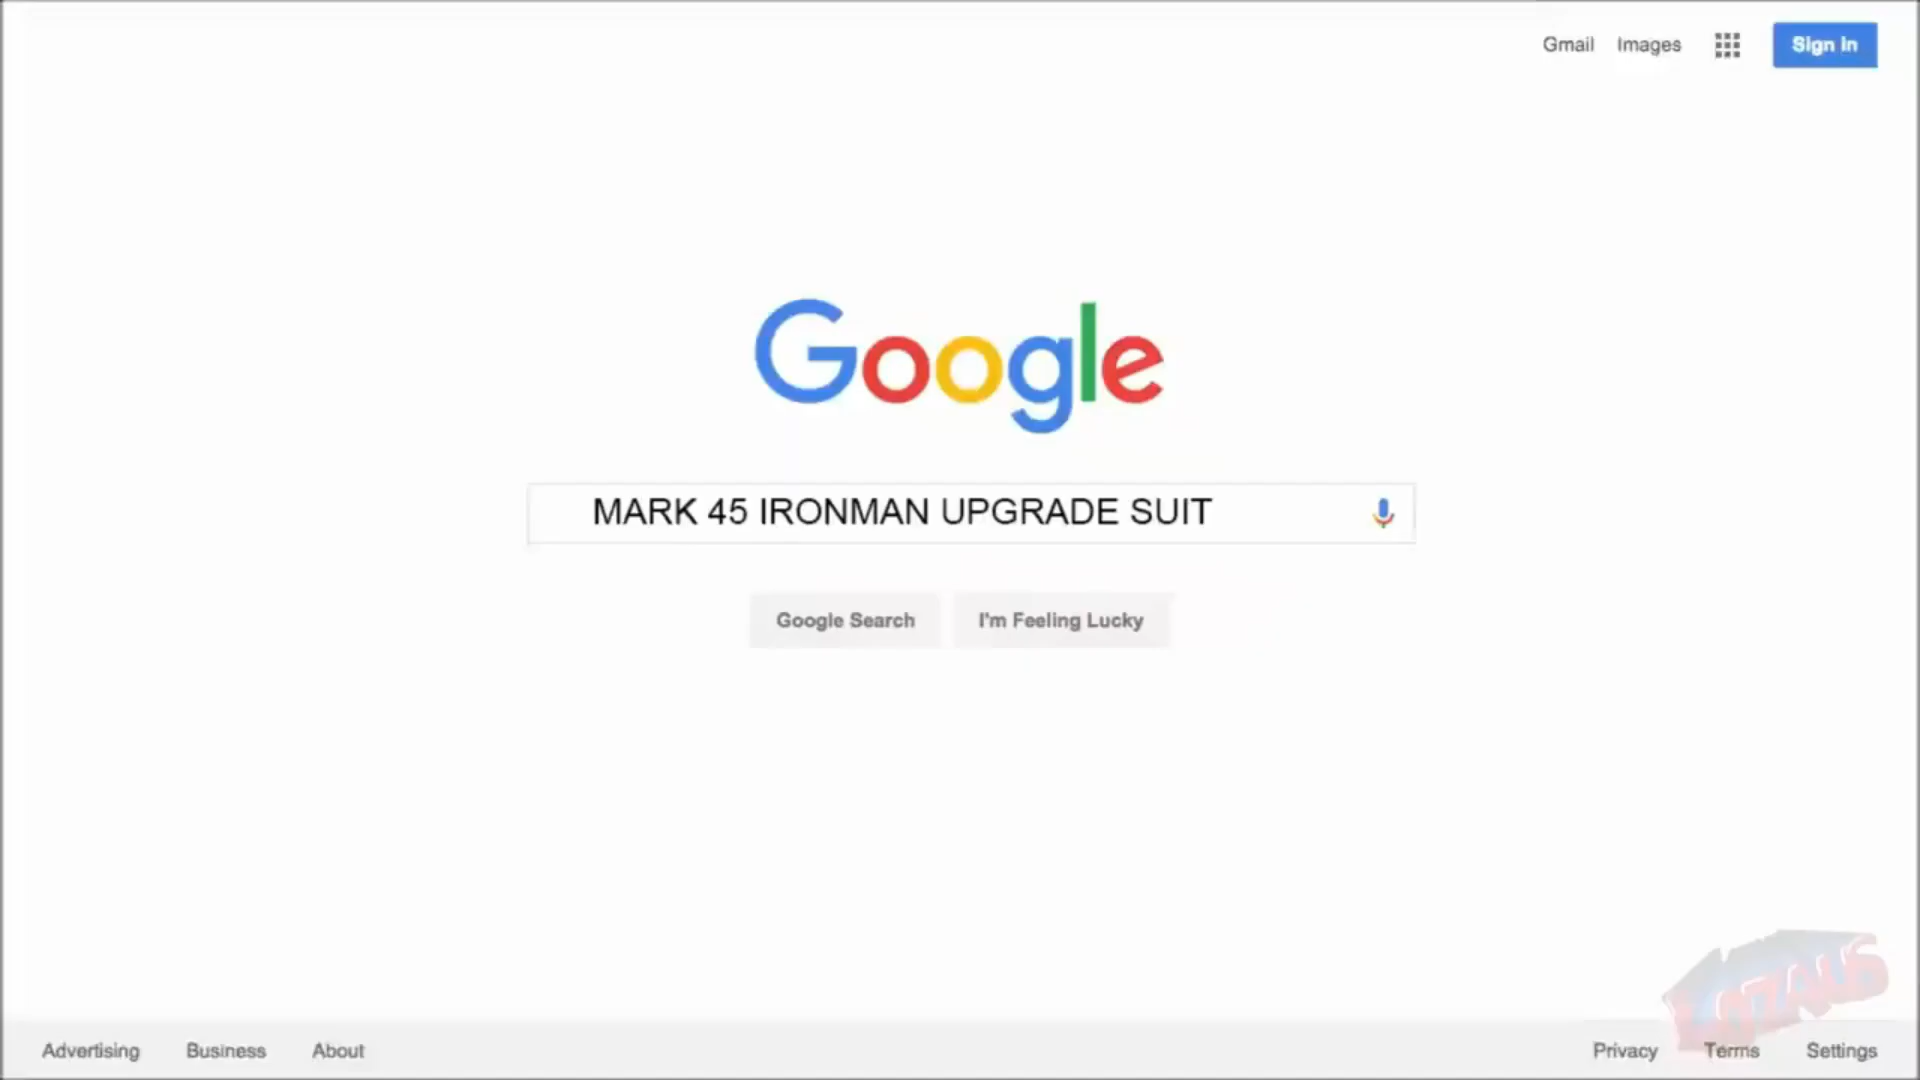 Gmail Images Sign in
Google
MARK 45 IRONMAN UPGRADE SUIT
Google Search I'm Feeling Lucky
Advertising Business About Privacy Terms Settings